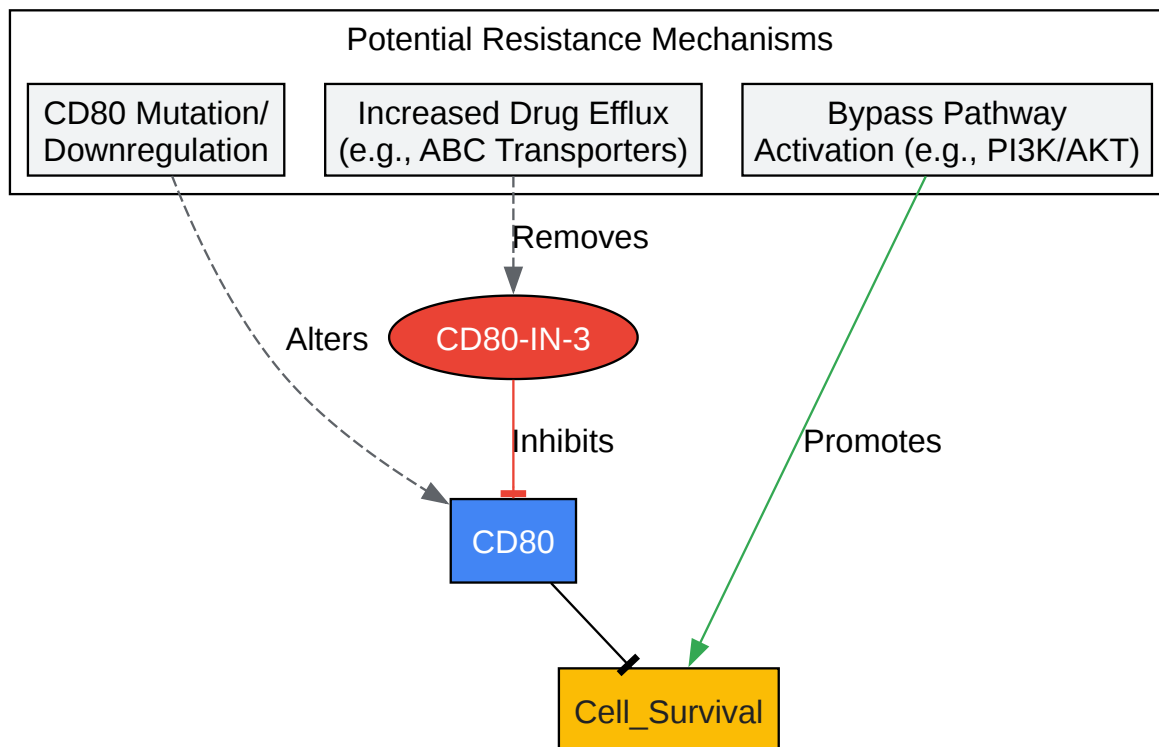 Potential Resistance Mechanisms
CD80 Mutation/
Downregulation
Increased Drug Efflux
(e.g., ABC Transporters)
Bypass Pathway
Activation (e.g., PI3K/AKT)
Removes
Alters
CD80-IN-3
Inhibits
Promotes
CD80
Cell_Survival